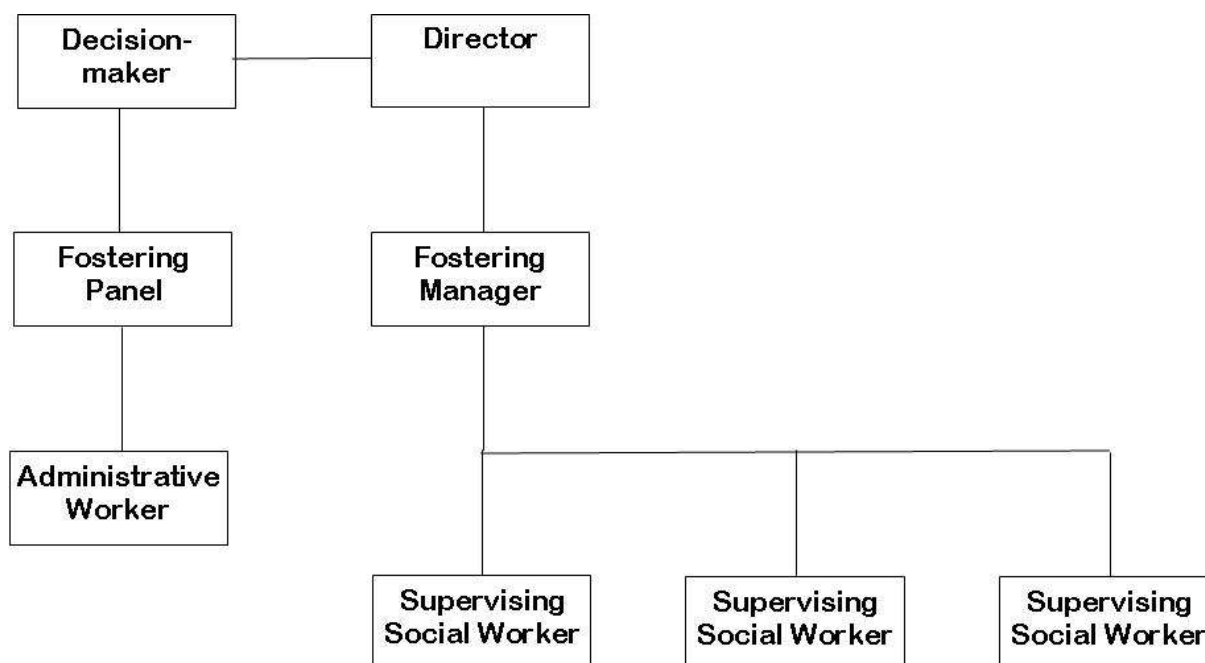 Decision-
maker
Director
Fostering
Panel
Fostering
Manager
Administrative
Worker
Supervising
Social Worker
Supervising
Social Worker
Supervising
Social Worker